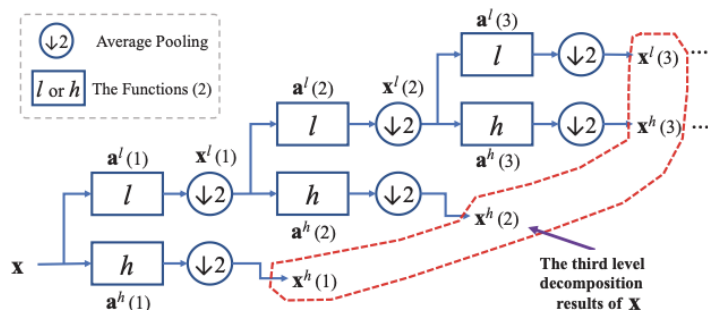 ↓2 Average Pooling
l or h The Functions (2)
a^l(3)
l ↓2 x^l(3) ...
a^l(2) x^l(2)
l ↓2 h ↓2 x^h(3) ...
a^h(3)
a^l(1) x^l(1)
l ↓2 h ↓2 x^h(2)
a^h(2)
x h ↓2 x^h(1)
a^h(1)
The third level
decomposition
results of x